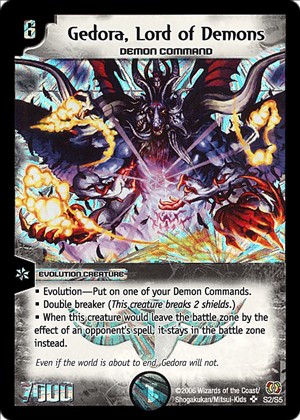 6
Gedora, Lord of Demons
DEMON COMMAND
EVOLUTION CREATURE
▪ Evolution—Put on one of your Demon Commands.
▪ Double breaker (This creature breaks 2 shields.)
▪ When this creature would leave the battle zone by the
effect of an opponent's spell, it stays in the battle zone
instead.
Even if the world is about to end, Gedora will not.
7000
1
©2006 Wizards of the Coast/
Shogakukan/Mitsui-Kids S2/S5